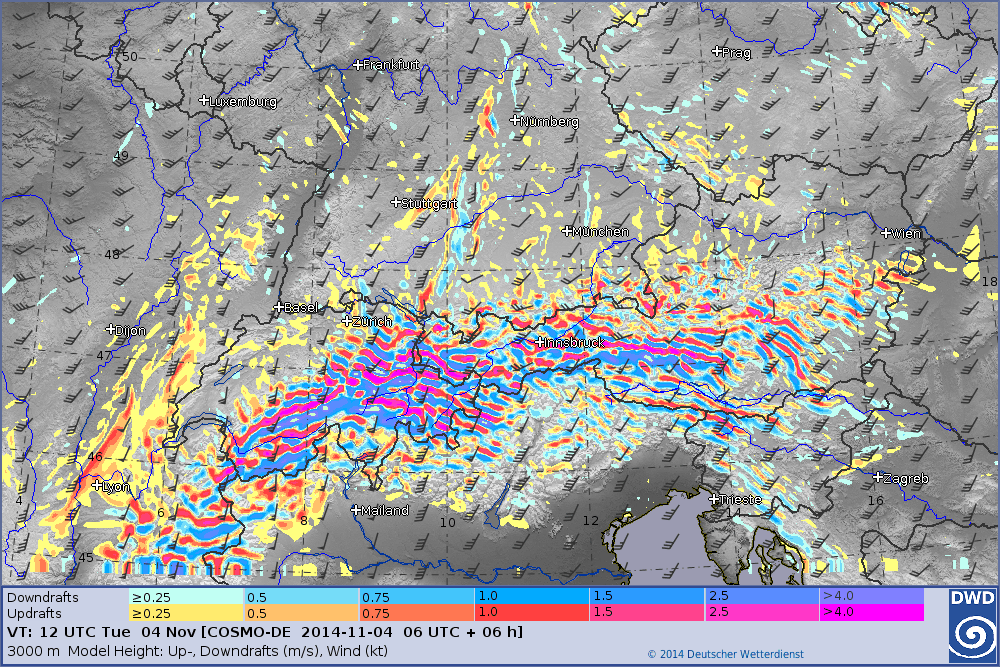 50
Frankfurt
Prag
Luxemburg
Nürnberg
49
Stuttgart
München
Wien
48
18
Basel
Zürich
Dijon
Innsbruck
47
46
Lyon
4
6
8
Mailand
10
12
Trieste
14
16
Zagreb
45
Downdrafts ≥0.25 0.5 0.75 1.0 1.5 2.5 >4.0
Updrafts ≥0.25 0.5 0.75 1.0 1.5 2.5 >4.0
DWD
VT: 12 UTC Tue 04 Nov [COSMO-DE 2014-11-04 06 UTC + 06 h]
3000 m Model Height: Up-, Downdrafts (m/s), Wind (kt)
© 2014 Deutscher Wetterdienst